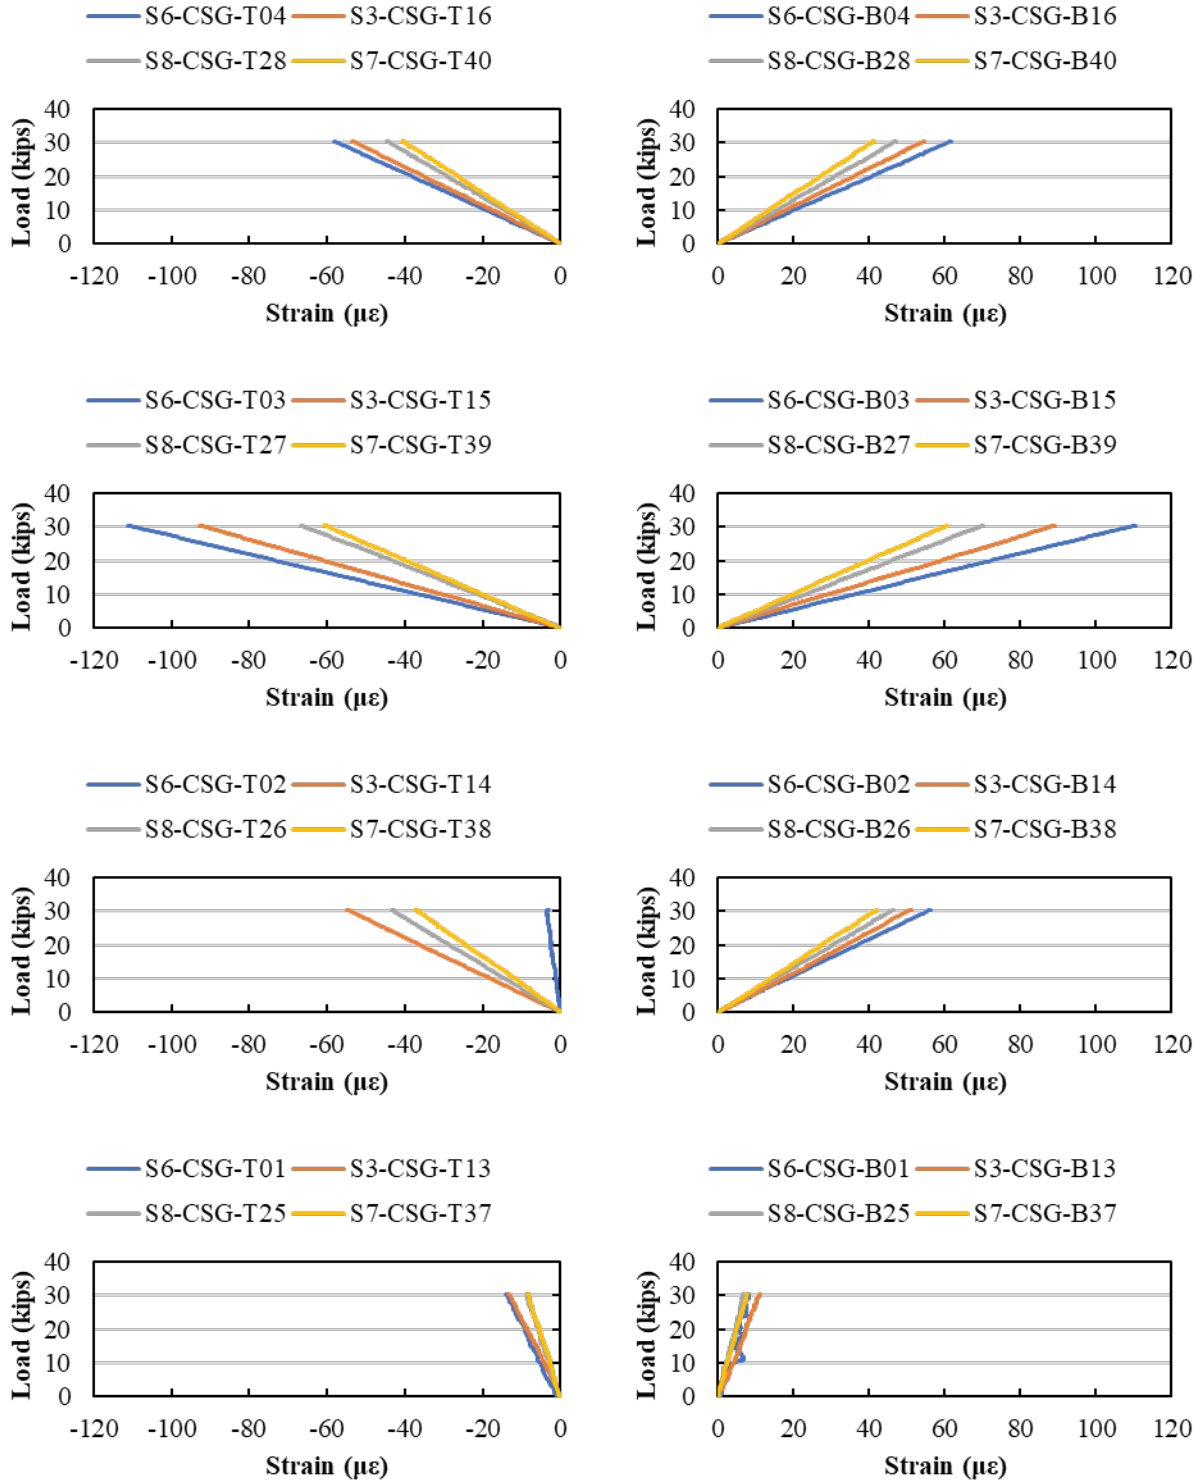 S6-CSG-T04 S3-CSG-T16
S8-CSG-T28 S7-CSG-T40
40
30
20
10
0
Load (kips)
-120 -100 -80 -60 -40 -20 0
Strain (με)
S6-CSG-B04 S3-CSG-B16
S8-CSG-B28 S7-CSG-B40
40
30
20
10
0
Load (kips)
0 20 40 60 80 100 120
Strain (με)
S6-CSG-T03 S3-CSG-T15
S8-CSG-T27 S7-CSG-T39
40
30
20
10
0
Load (kips)
-120 -100 -80 -60 -40 -20 0
Strain (με)
S6-CSG-B03 S3-CSG-B15
S8-CSG-B27 S7-CSG-B39
40
30
20
10
0
Load (kips)
0 20 40 60 80 100 120
Strain (με)
S6-CSG-T02 S3-CSG-T14
S8-CSG-T26 S7-CSG-T38
40
30
20
10
0
Load (kips)
-120 -100 -80 -60 -40 -20 0
Strain (με)
S6-CSG-B02 S3-CSG-B14
S8-CSG-B26 S7-CSG-B38
40
30
20
10
0
Load (kips)
0 20 40 60 80 100 120
Strain (με)
S6-CSG-T01 S3-CSG-T13
S8-CSG-T25 S7-CSG-T37
40
30
20
10
0
Load (kips)
-120 -100 -80 -60 -40 -20 0
Strain (με)
S6-CSG-B01 S3-CSG-B13
S8-CSG-B25 S7-CSG-B37
40
30
20
10
0
Load (kips)
0 20 40 60 80 100 120
Strain (με)